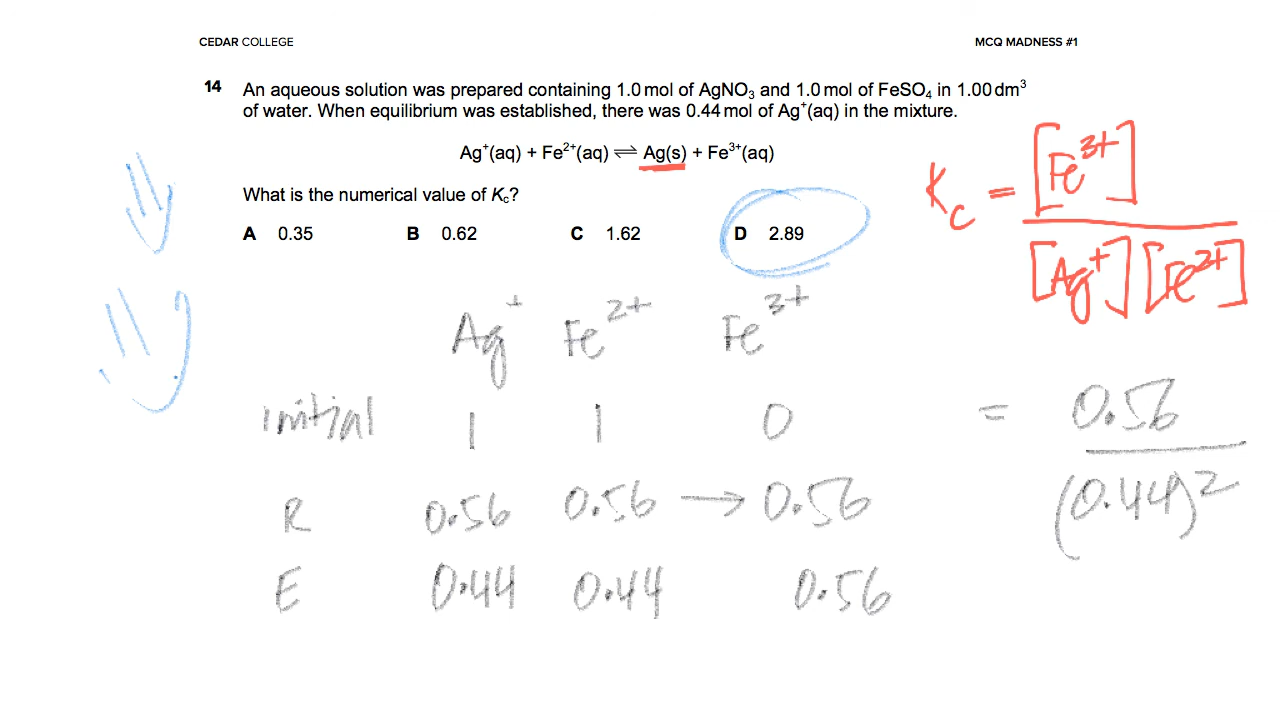 CEDAR COLLEGE MCQ MADNESS #1
14 An aqueous solution was prepared containing 1.0 mol of AgNO₃ and 1.0 mol of FeSO₄ in 1.00 dm³
of water. When equilibrium was established, there was 0.44 mol of Ag⁺(aq) in the mixture.
Ag⁺(aq) + Fe²⁺(aq) ⇌ Ag(s) + Fe³⁺(aq)
What is the numerical value of K꜀?
A 0.35 B 0.62 C 1.62 D 2.89
Kc = [Fe³⁺]
[Ag⁺] [Fe²⁺]
Ag⁺ Fe²⁺ Fe³⁺
initial 1 1 0
= 0.56
(0.44)²
R 0.56 0.56 → 0.56
E 0.44 0.44 0.56